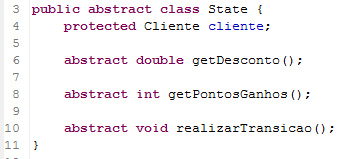 3 public abstract class State {
4 protected Cliente cliente;
5
6 abstract double getDesconto();
7
8 abstract int getPontosGanhos();
9
10 abstract void realizarTransicao();
11 }